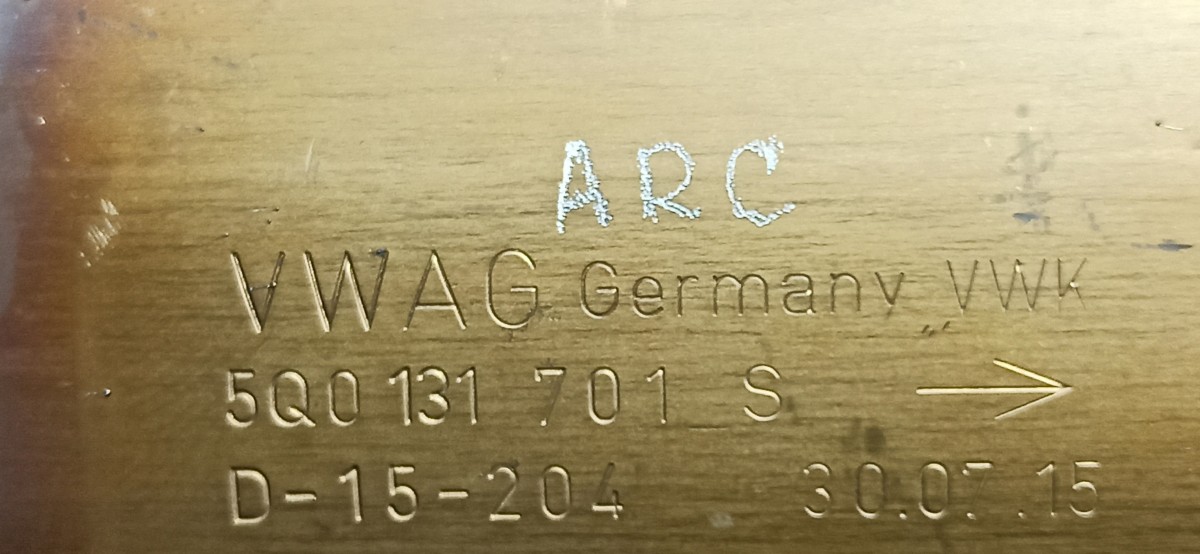 ARC
VWAG Germany VWK
5Q0 131 701 S
D-15-204 30.07.15